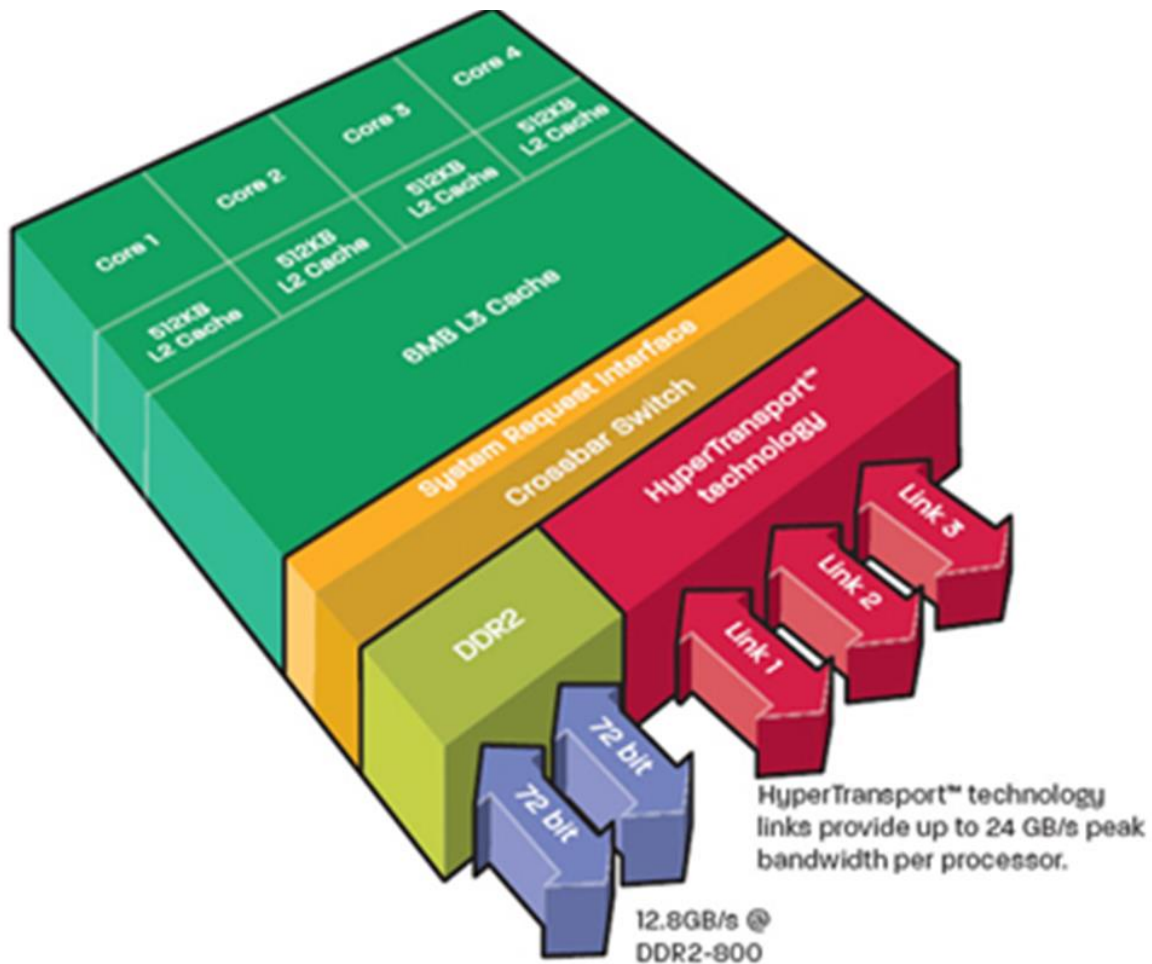 Core 1
Core 2
Core 3
Core 4
512KB
L2 Cache
512KB
L2 Cache
512KB
L2 Cache
512KB
L2 Cache
6MB L3 Cache
System Request Interface
Crossbar Switch
DDR2
HyperTransport™
technology
Link 1
Link 2
Link 3
72 bit
72 bit
HyperTransport™ technology
links provide up to 24 GB/s peak
bandwidth per processor.
12.8GB/s @
DDR2-800